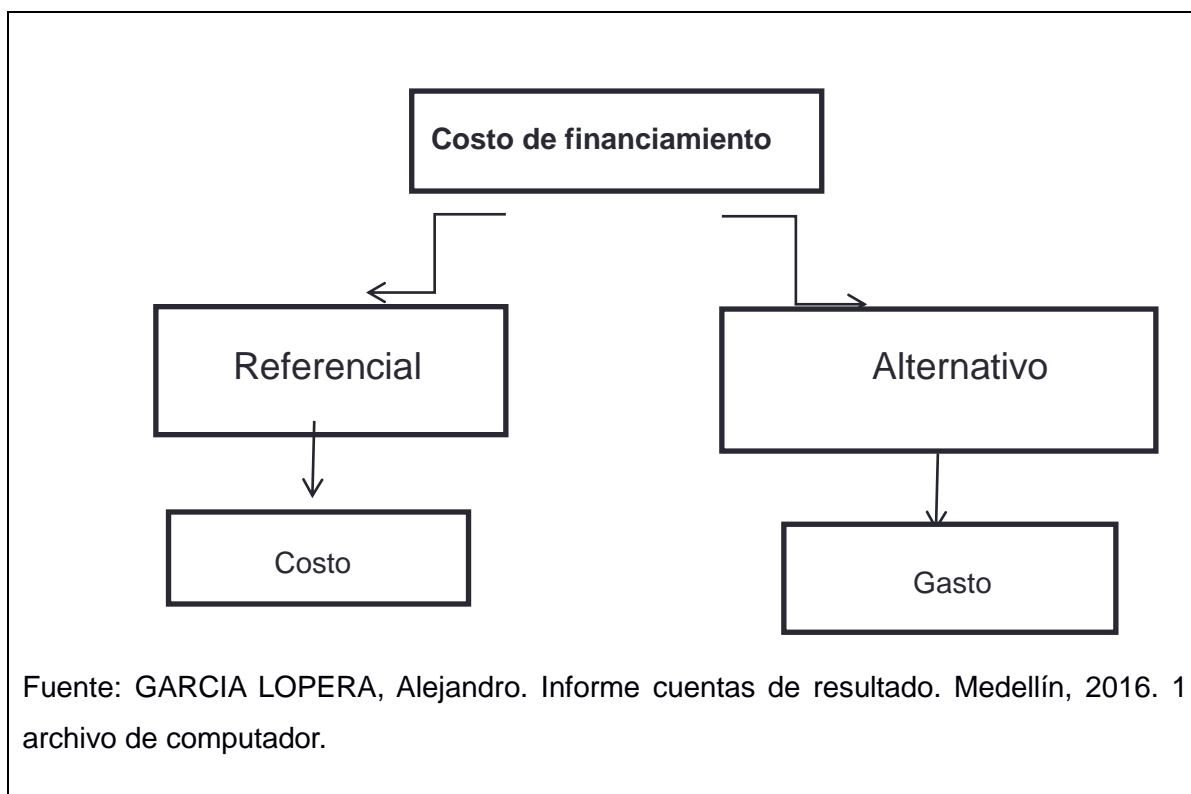 Costo de financiamiento
Referencial
Alternativo
Costo
Gasto
Fuente: GARCIA LOPERA, Alejandro. Informe cuentas de resultado. Medellín, 2016. 1
archivo de computador.